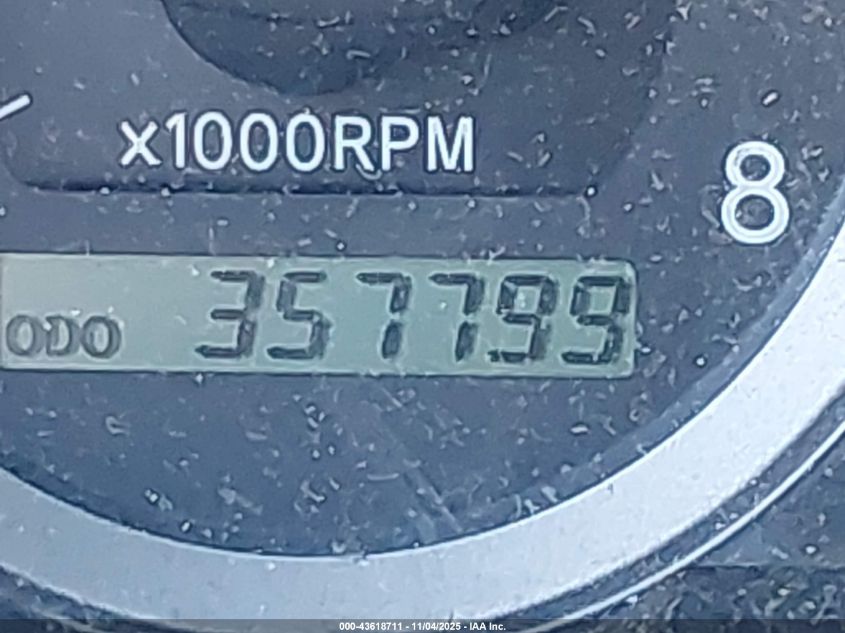 x1000RPM
8
ODO 357799
000-43618711 - 11/04/2025 - IAA Inc.